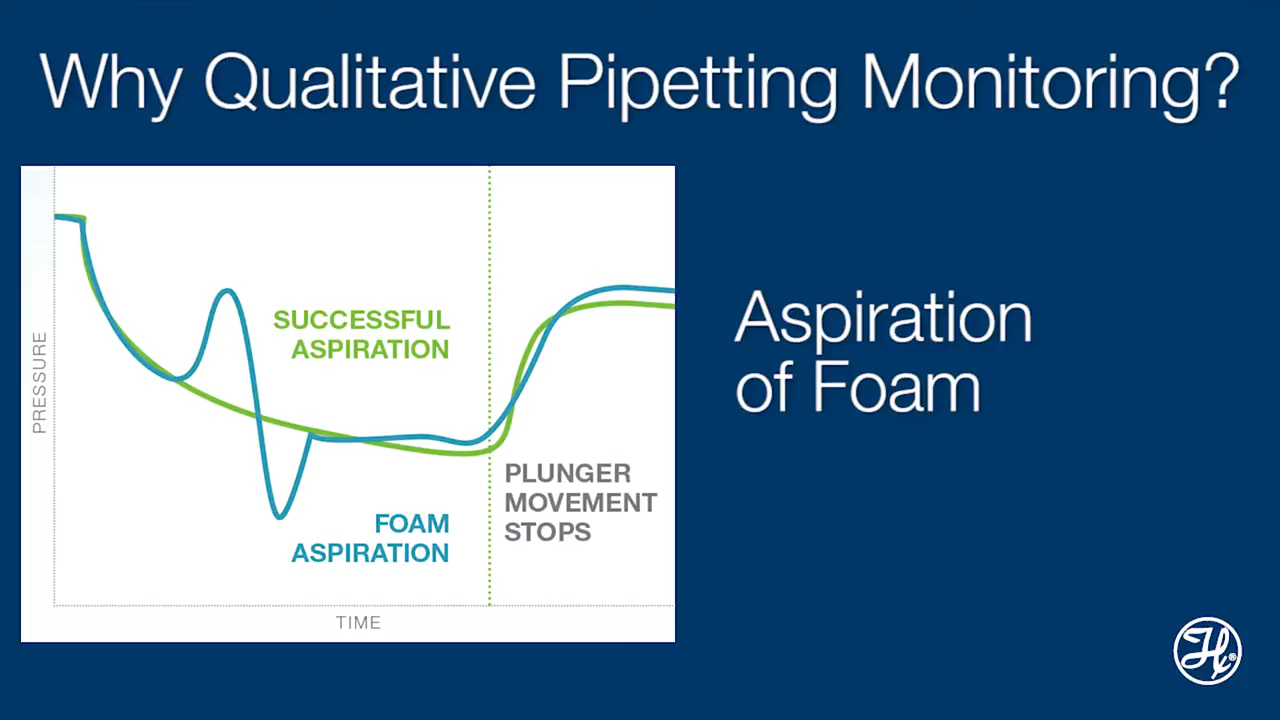 Why Qualitative Pipetting Monitoring?
SUCCESSFUL
ASPIRATION
PRESSURE
FOAM
ASPIRATION
PLUNGER
MOVEMENT
STOPS
TIME
Aspiration
of Foam
H®